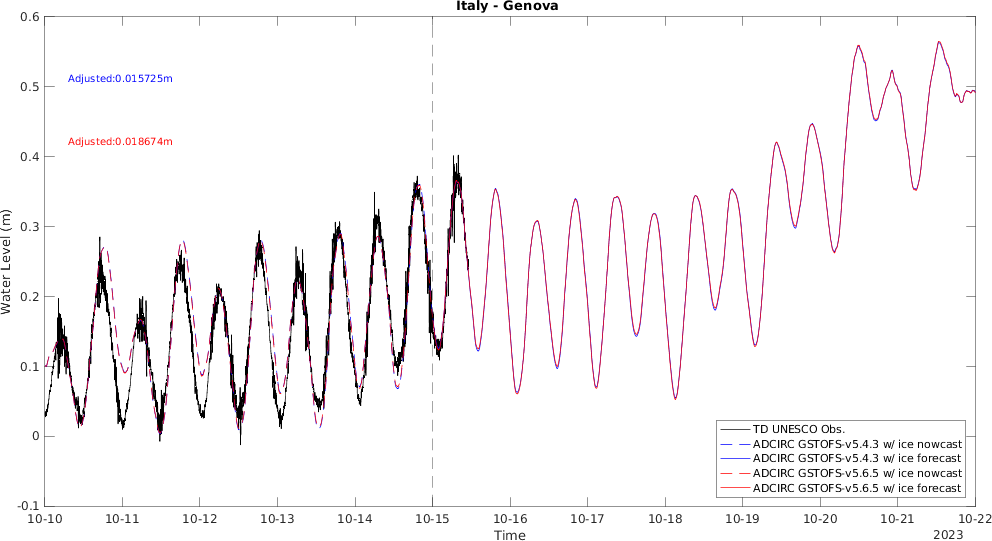 Italy - Genova
0.6
0.5
0.4
0.3
0.2
0.1
0
-0.1
Water Level (m)
Adjusted:0.015725m
Adjusted:0.018674m
TD UNESCO Obs.
ADCIRC GSTOFS-v5.4.3 w/ ice nowcast
ADCIRC GSTOFS-v5.4.3 w/ ice forecast
ADCIRC GSTOFS-v5.6.5 w/ ice nowcast
ADCIRC GSTOFS-v5.6.5 w/ ice forecast
10-10 10-11 10-12 10-13 10-14 10-15 10-16 10-17 10-18 10-19 10-20 10-21 10-22
Time
2023